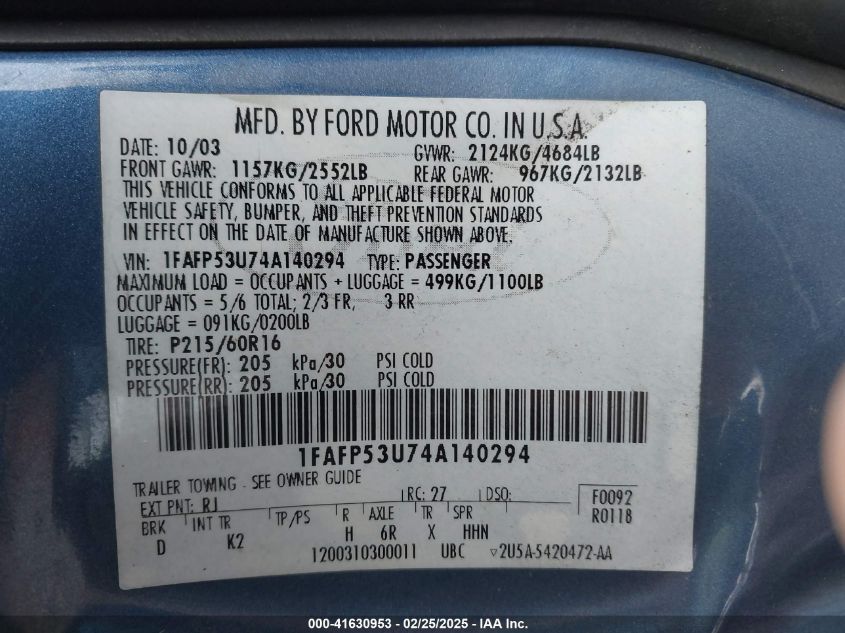 MFD. BY FORD MOTOR CO. IN U.S.A.
DATE: 10/03 GVWR: 2124KG/4684LB
FRONT GAWR: 1157KG/2552LB REAR GAWR: 967KG/2132LB
THIS VEHICLE CONFORMS TO ALL APPLICABLE FEDERAL MOTOR
VEHICLE SAFETY, BUMPER, AND THEFT PREVENTION STANDARDS
IN EFFECT ON THE DATE OF MANUFACTURE SHOWN ABOVE.
VIN: 1FAFP53U74A140294 TYPE: PASSENGER
MAXIMUM LOAD = OCCUPANTS + LUGGAGE = 499KG/1100LB
OCCUPANTS = 5/6 TOTAL; 2/3 FR, 3 RR
LUGGAGE = 091KG/0200LB
TIRE: P215/60R16
PRESSURE(FR): 205 kPa/30 PSI COLD
PRESSURE(RR): 205 kPa/30 PSI COLD
1FAFP53U74A140294
TRAILER TOWING - SEE OWNER GUIDE
EXT PNT: RJ RC: 27 DSO: F0092
BRK INT TR TP/PS R AXLE TR SPR R0118
D K2 H 6R X HHN
1200310300011 UBC 2U5A-5420472-AA
000-41630953 - 02/25/2025 - IAA Inc.